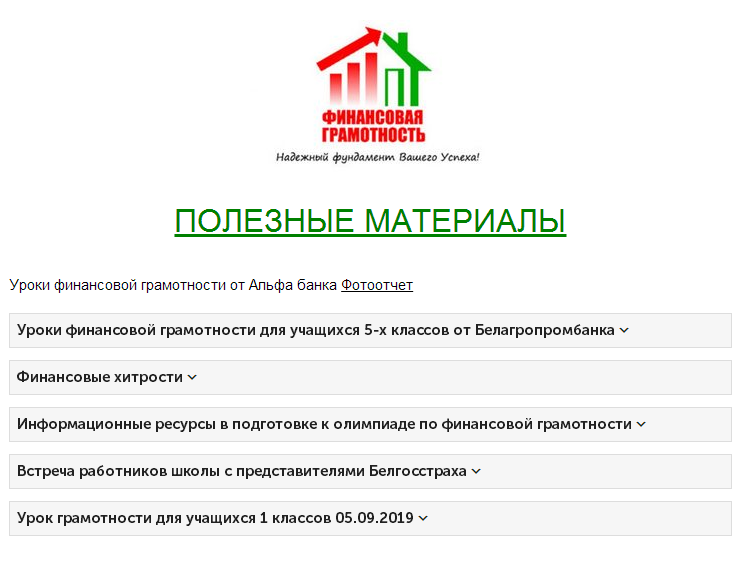 ФИНАНСОВАЯ
ГРАМОТНОСТЬ
Надежный фундамент Вашего Успеха!
ПОЛЕЗНЫЕ МАТЕРИАЛЫ
Уроки финансовой грамотности от Альфа банка Фотоотчет
Уроки финансовой грамотности для учащихся 5-х классов от Белагропромбанка
Финансовые хитрости
Информационные ресурсы в подготовке к олимпиаде по финансовой грамотности
Встреча работников школы с представителями Белгосстраха
Урок грамотности для учащихся 1 классов 05.09.2019